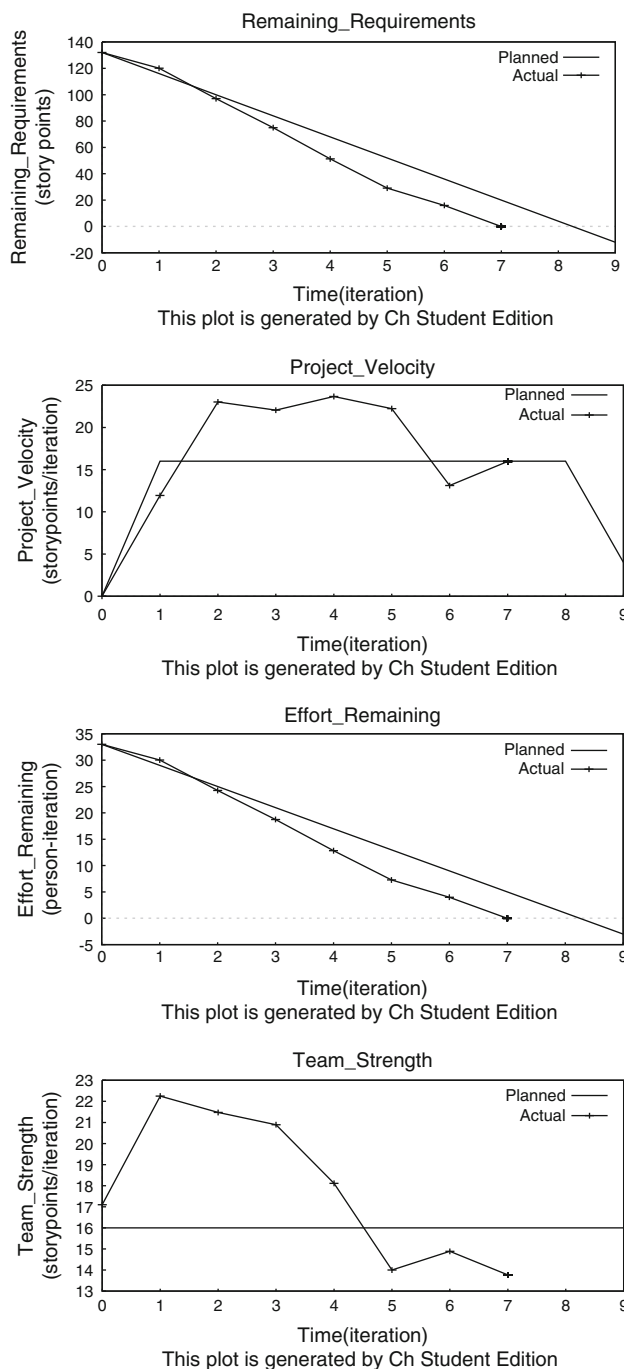 Remaining_Requirements
Remaining_Requirements
(story points)
140
120
100
80
60
40
20
0
-20
Planned
Actual
0 1 2 3 4 5 6 7 8 9
Time(iteration)
This plot is generated by Ch Student Edition
Project_Velocity
Project_Velocity
(storypoints/iteration)
25
20
15
10
5
0
Planned
Actual
0 1 2 3 4 5 6 7 8 9
Time(iteration)
This plot is generated by Ch Student Edition
Effort_Remaining
Effort_Remaining
(person-iteration)
35
30
25
20
15
10
5
0
-5
Planned
Actual
0 1 2 3 4 5 6 7 8 9
Time(iteration)
This plot is generated by Ch Student Edition
Team_Strength
Team_Strength
(storypoints/iteration)
23
22
21
20
19
18
17
16
15
14
13
Planned
Actual
0 1 2 3 4 5 6 7 8 9
Time(iteration)
This plot is generated by Ch Student Edition